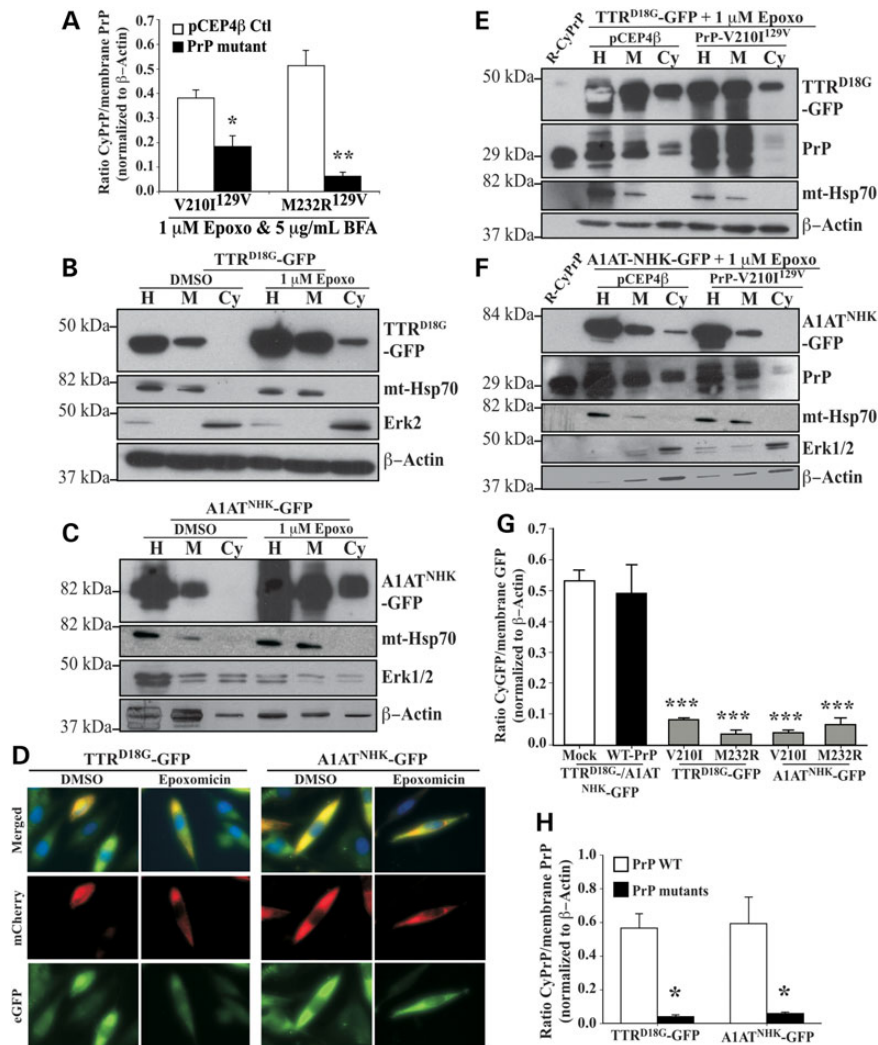 A
Ratio CyPrP/membrane PrP
(normalized to β-Actin)
0.7
0.6
0.5
0.4
0.3
0.2
0.1
0.0
pCEP4β Ctl
PrP mutant
*
**
V210I129V
M232R129V
1 μM Epoxo & 5 μg/mL BFA
B
TTRD18G-GFP
DMSO
1 μM Epoxo
H M Cy H M Cy
50 kDa
TTRD18G
-GFP
82 kDa
mt-Hsp70
50 kDa
Erk2
β-Actin
37 kDa
C
A1ATNHK-GFP
DMSO
1 μM Epoxo
H M Cy H M Cy
82 kDa
A1ATNHK
-GFP
82 kDa
mt-Hsp70
50 kDa
Erk1/2
β-Actin
37 kDa
D
TTRD18G-GFP
A1ATNHK-GFP
DMSO
Epoxomicin
DMSO
Epoxomicin
Merged
mCherry
eGFP
E
TTRD18G-GFP + 1 μM Epoxo
R-CyPrP
pCEP4β
PrP-V210I129V
H M Cy H M Cy
50 kDa
TTRD18G
-GFP
29 kDa
PrP
82 kDa
mt-Hsp70
37 kDa
β-Actin
F
A1AT-NHK-GFP + 1 μM Epoxo
R-CyPrP
pCEP4β
PrP-V210I129V
H M Cy H M Cy
84 kDa
A1ATNHK
-GFP
29 kDa
PrP
82 kDa
mt-Hsp70
50 kDa
Erk1/2
37 kDa
β-Actin
G
Ratio CyGFP/membrane GFP
(normalized to β-Actin)
0.7
0.6
0.5
0.4
0.3
0.2
0.1
0.0
*** *** *** ***
Mock WT-PrP V210I M232R V210I M232R
TTRD18G-/A1AT
NHK-GFP
TTRD18G-GFP
A1ATNHK-GFP
H
Ratio CyPrP/membrane PrP
(normalized to β-Actin)
1.0
0.8
0.6
0.4
0.2
0.0
PrP WT
PrP mutants
* *
TTRD18G-GFP
A1ATNHK-GFP